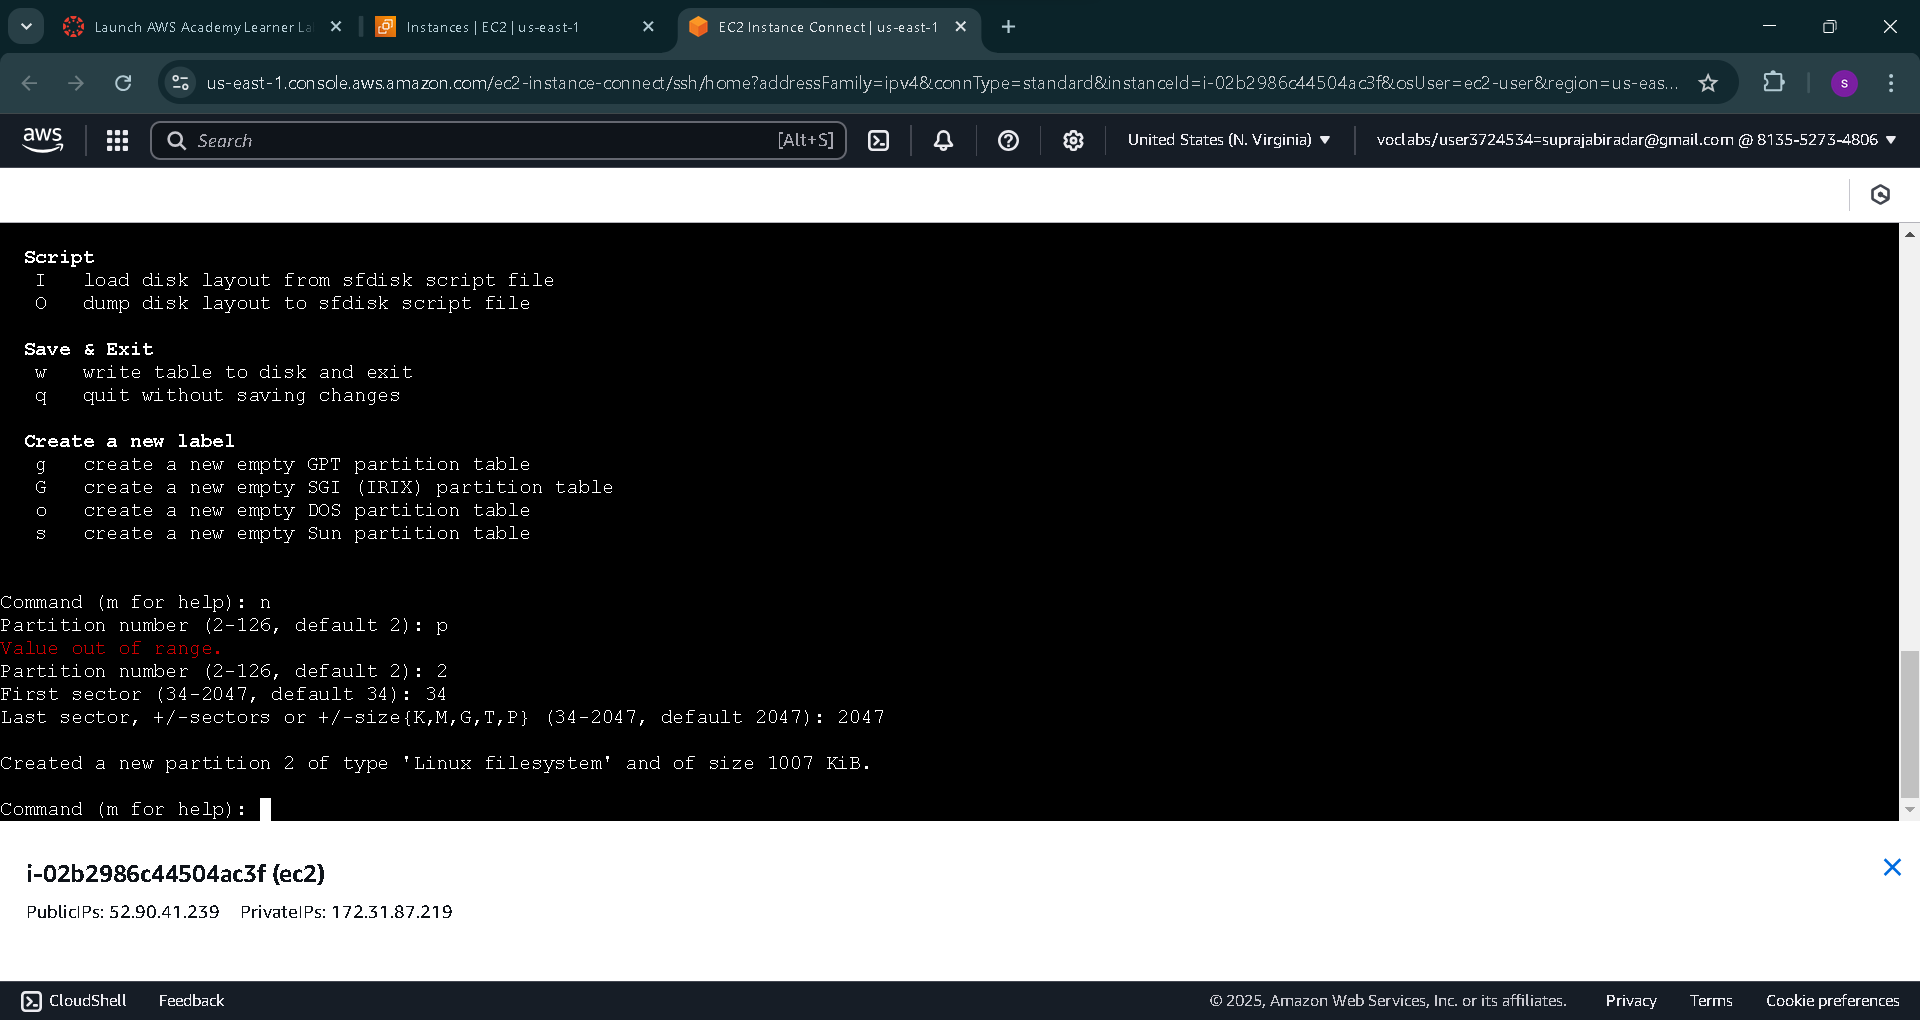 Launch AWS Academy Learner La
Instances | EC2 | us-east-1
EC2 Instance Connect | us-east-1
us-east-1.console.aws.amazon.com/ec2-instance-connect/ssh/home?addressFamily=ipv4&connType=standard&instanceId=i-02b2986c44504ac3f&osUser=ec2-user&region=us-eas...
s
aws
Search
[Alt+S]
United States (N. Virginia)
voclabs/user3724534=suprajabiradar@gmail.com @ 8135-5273-4806
Script
I   load disk layout from sfdisk script file
O   dump disk layout to sfdisk script file
Save & Exit
w   write table to disk and exit
q   quit without saving changes
Create a new label
g   create a new empty GPT partition table
G   create a new empty SGI (IRIX) partition table
o   create a new empty DOS partition table
s   create a new empty Sun partition table
Command (m for help): n
Partition number (2-126, default 2): p
Value out of range.
Partition number (2-126, default 2): 2
First sector (34-2047, default 34): 34
Last sector, +/-sectors or +/-size{K,M,G,T,P} (34-2047, default 2047): 2047
Created a new partition 2 of type 'Linux filesystem' and of size 1007 KiB.
Command (m for help):
i-02b2986c44504ac3f (ec2)
PublicIPs: 52.90.41.239 PrivateIPs: 172.31.87.219
CloudShell
Feedback
© 2025, Amazon Web Services, Inc. or its affiliates.
Privacy
Terms
Cookie preferences